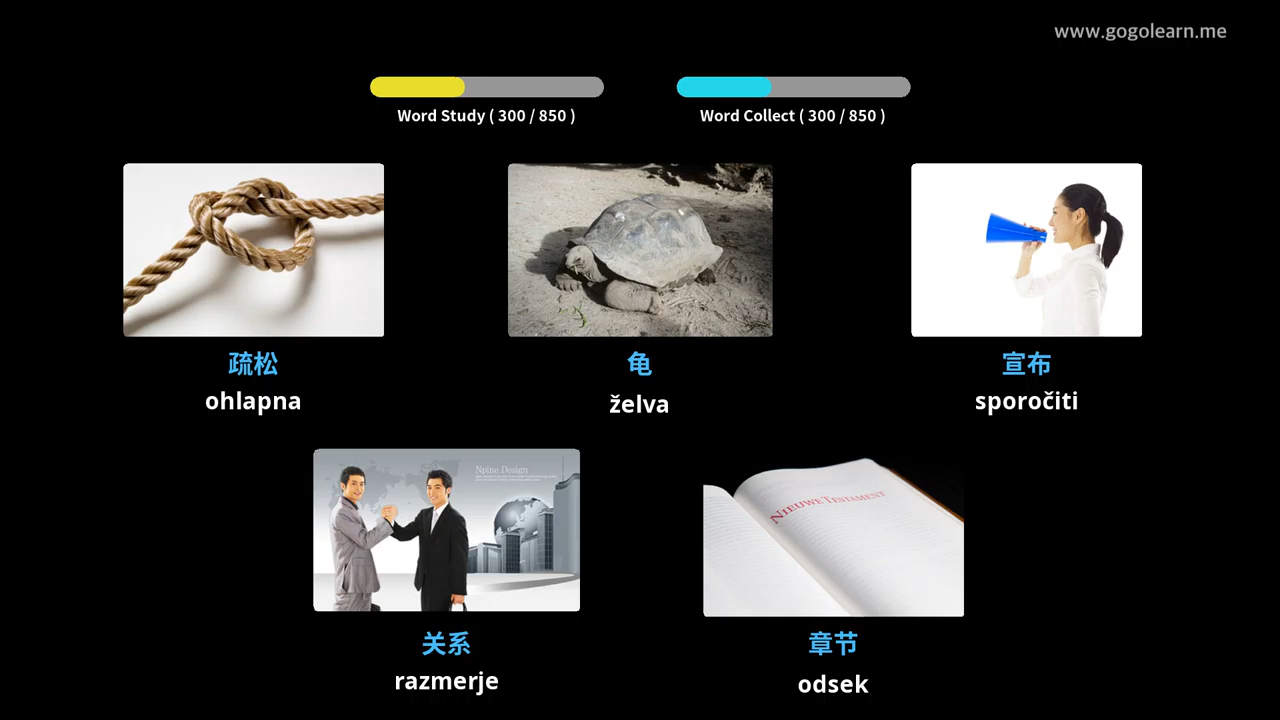 www.gogolearn.me
Word Study ( 300 / 850 )
Word Collect ( 300 / 850 )
疏松
ohlapna
龟
želva
宣布
sporočiti
Npine Design
关系
razmerje
NIEUWE TESTAMENT
章节
odsek